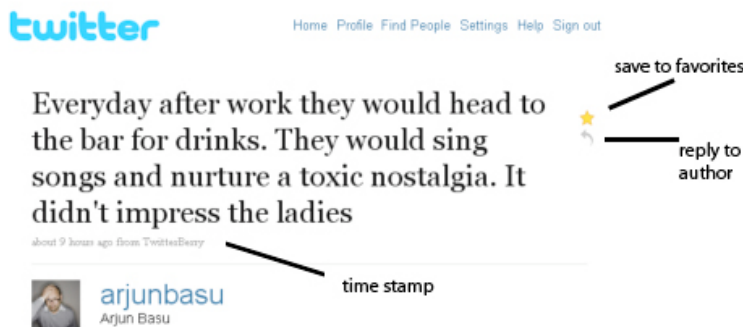 twitter
Home Profile Find People Settings Help Sign out
save to favorites
Everyday after work they would head to
the bar for drinks. They would sing
songs and nurture a toxic nostalgia. It
didn't impress the ladies
reply to
author
about 9 hours ago from TwitterBerry
time stamp
arjunbasu
Arjun Basu